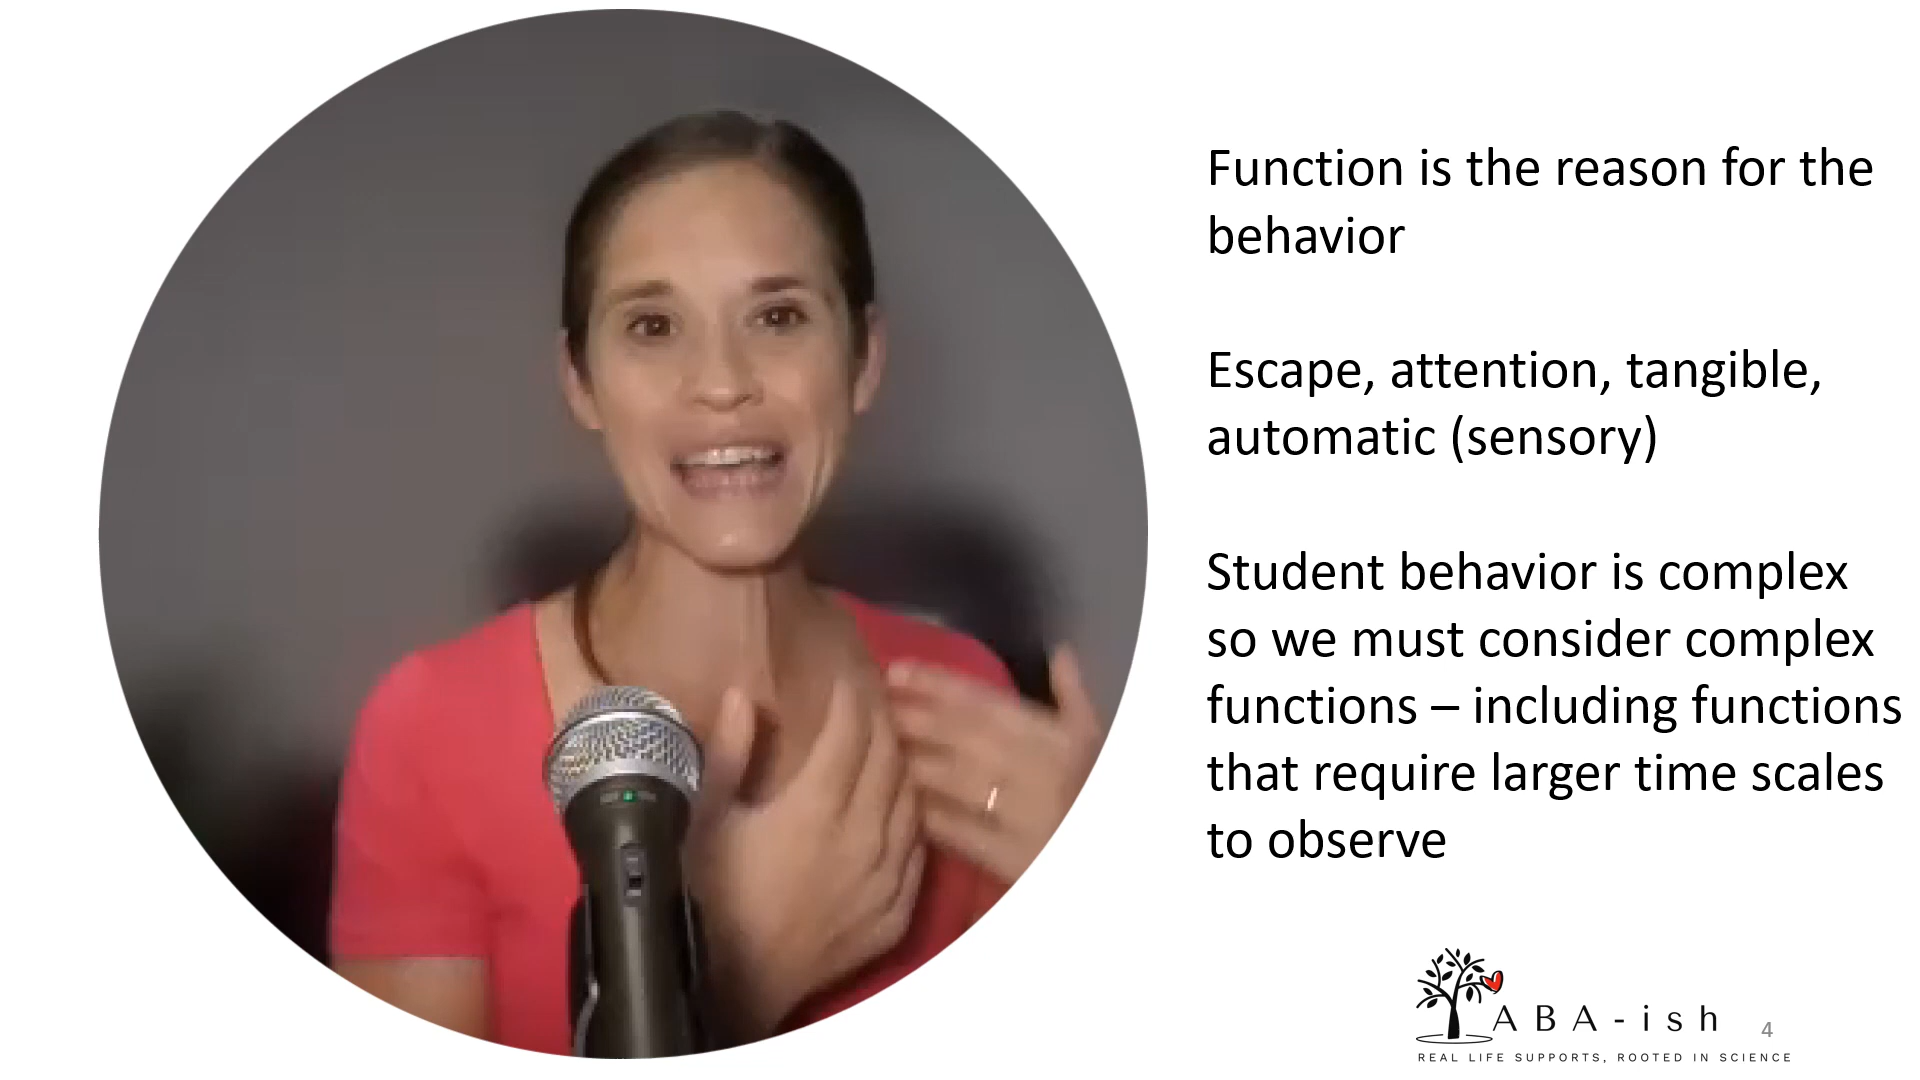 Function is the reason for the
behavior
Escape, attention, tangible,
automatic (sensory)
Student behavior is complex
so we must consider complex
functions – including functions
that require larger time scales
to observe
ABA-ish
4
REAL LIFE SUPPORTS, ROOTED IN SCIENCE